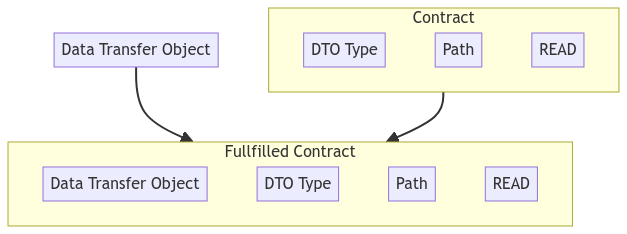 Contract
Data Transfer Object
DTO Type
Path
READ
Fullfilled Contract
Data Transfer Object
DTO Type
Path
READ